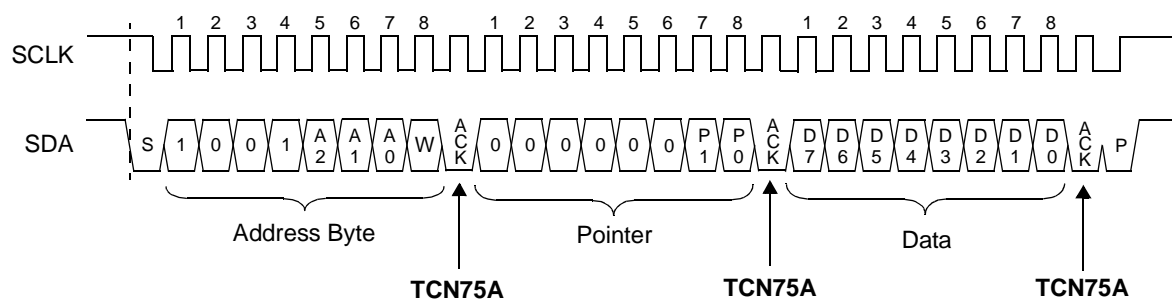 1 2 3 4 5 6 7 8 1 2 3 4 5 6 7 8 1 2 3 4 5 6 7 8
SCLK
SDA S 1 0 0 1 A2 A1 A0 W ACK 0 0 0 0 0 0 P1 P0 ACK D7 D6 D5 D4 D3 D2 D1 D0 ACK P
Address Byte Pointer Data
TCN75A TCN75A TCN75A